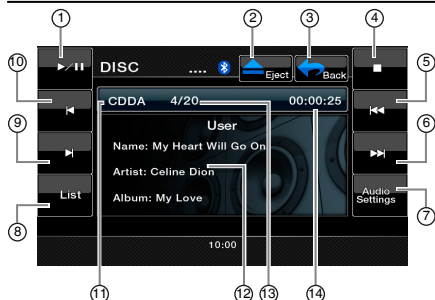 ① ② ③ ④
DISC .... Eject Back
⑩ ⑤
CDDA 4/20 00:00:25
User
Name: My Heart Will Go On
⑨ ⑥
Artist: Celine Dion
List Audio Settings
Album: My Love
⑧ ⑦
10:00
⑪ ⑫ ⑬ ⑭